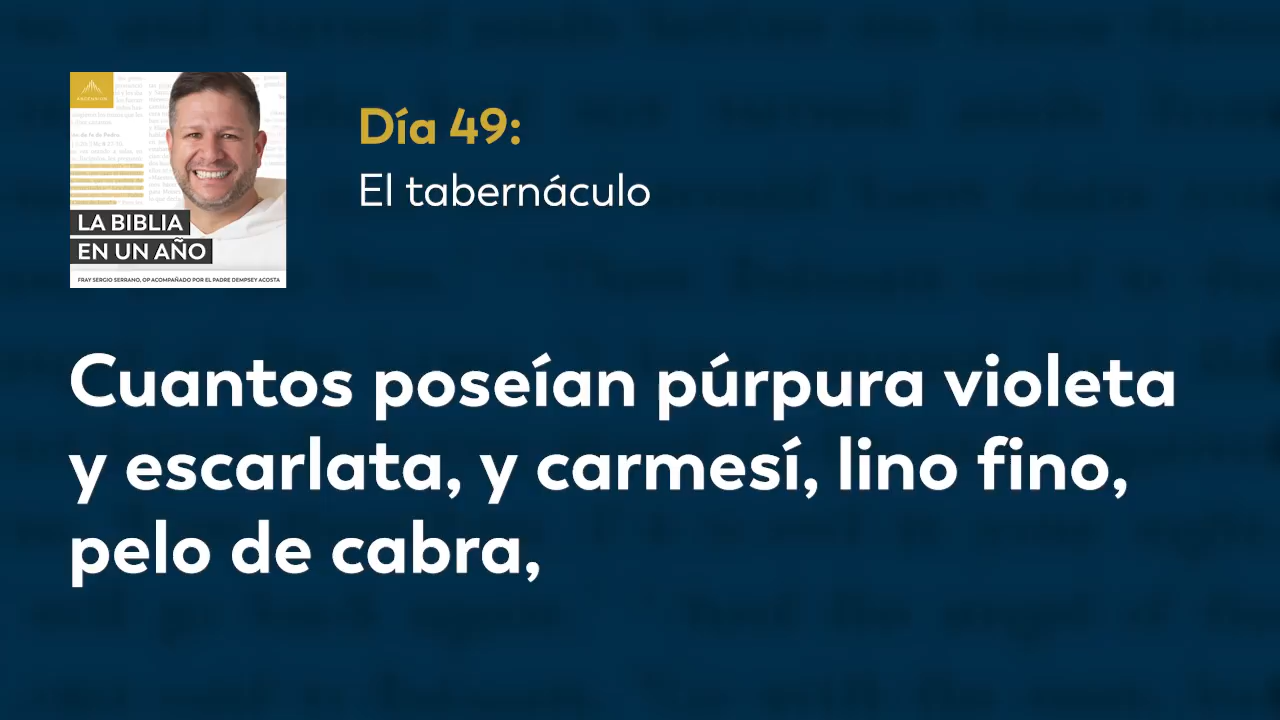 Día 49:
El tabernáculo
ASCENSION
LA BIBLIA
EN UN AÑO
FRAY SERGIO SERRANO, OP ACOMPAÑADO POR EL PADRE DEMPSEY ACOSTA
Cuantos poseían púrpura violeta
y escarlata, y carmesí, lino fino,
pelo de cabra,